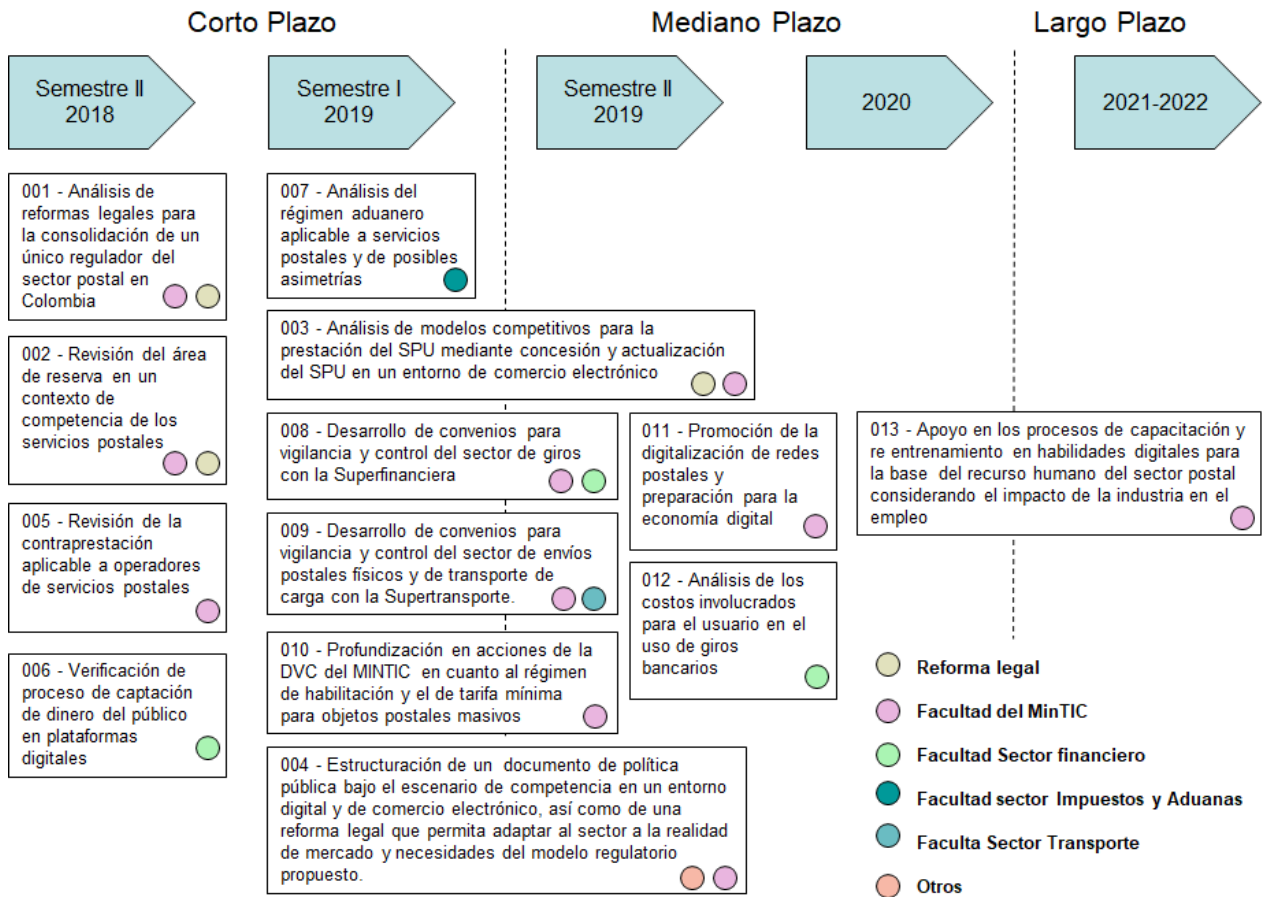 Corto Plazo
Mediano Plazo
Largo Plazo
Semestre II
2018
Semestre I
2019
Semestre II
2019
2020
2021-2022
001 - Análisis de
reformas legales para
la consolidación de un
único regulador del
sector postal en
Colombia
002 - Revisión del área
de reserva en un
contexto de
competencia de los
servicios postales
005 - Revisión de la
contraprestación
aplicable a operadores
de servicios postales
006 - Verificación de
proceso de captación
de dinero del público
en plataformas
digitales
007 - Análisis del
régimen aduanero
aplicable a servicios
postales y de posibles
asimetrías
003 - Análisis de modelos competitivos para la
prestación del SPU mediante concesión y actualización
del SPU en un entorno de comercio electrónico
008 - Desarrollo de convenios para
vigilancia y control del sector de giros
con la Superfinanciera
009 - Desarrollo de convenios para
vigilancia y control del sector de envíos
postales físicos y de transporte de
carga con la Supertransporte.
010 - Profundización en acciones de la
DVC del MINTIC en cuanto al régimen
de habilitación y el de tarifa mínima
para objetos postales masivos
004 - Estructuración de un documento de política
pública bajo el escenario de competencia en un entorno
digital y de comercio electrónico, así como de una
reforma legal que permita adaptar al sector a la realidad
de mercado y necesidades del modelo regulatorio
propuesto.
011 - Promoción de la
digitalización de redes
postales y
preparación para la
economía digital
012 - Análisis de los
costos involucrados
para el usuario en el
uso de giros
bancarios
013 - Apoyo en los procesos de capacitación y
re entrenamiento en habilidades digitales para
la base del recurso humano del sector postal
considerando el impacto de la industria en el
empleo
Reforma legal
Facultad del MinTIC
Facultad Sector financiero
Facultad sector Impuestos y Aduanas
Faculta Sector Transporte
Otros